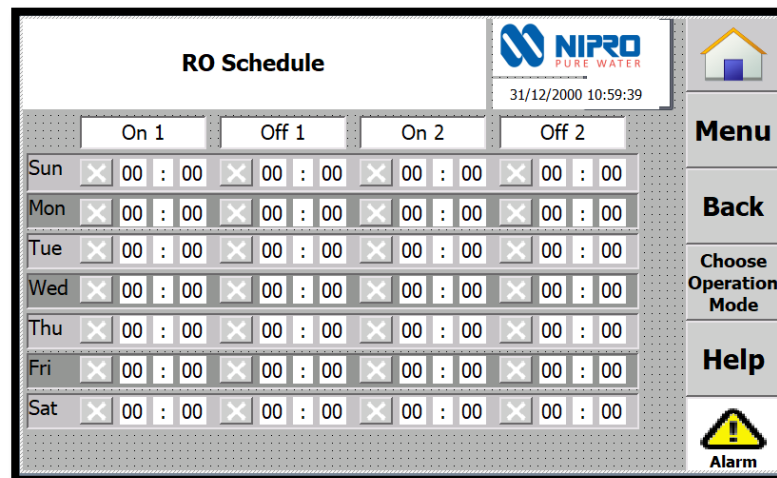 RO Schedule
NIPRO
PURE WATER
31/12/2000 10:59:39
On 1 Off 1 On 2 Off 2
Sun 00 : 00 00 : 00 00 : 00 00 : 00
Mon 00 : 00 00 : 00 00 : 00 00 : 00
Tue 00 : 00 00 : 00 00 : 00 00 : 00
Wed 00 : 00 00 : 00 00 : 00 00 : 00
Thu 00 : 00 00 : 00 00 : 00 00 : 00
Fri 00 : 00 00 : 00 00 : 00 00 : 00
Sat 00 : 00 00 : 00 00 : 00 00 : 00
Menu
Back
Choose
Operation
Mode
Help
Alarm